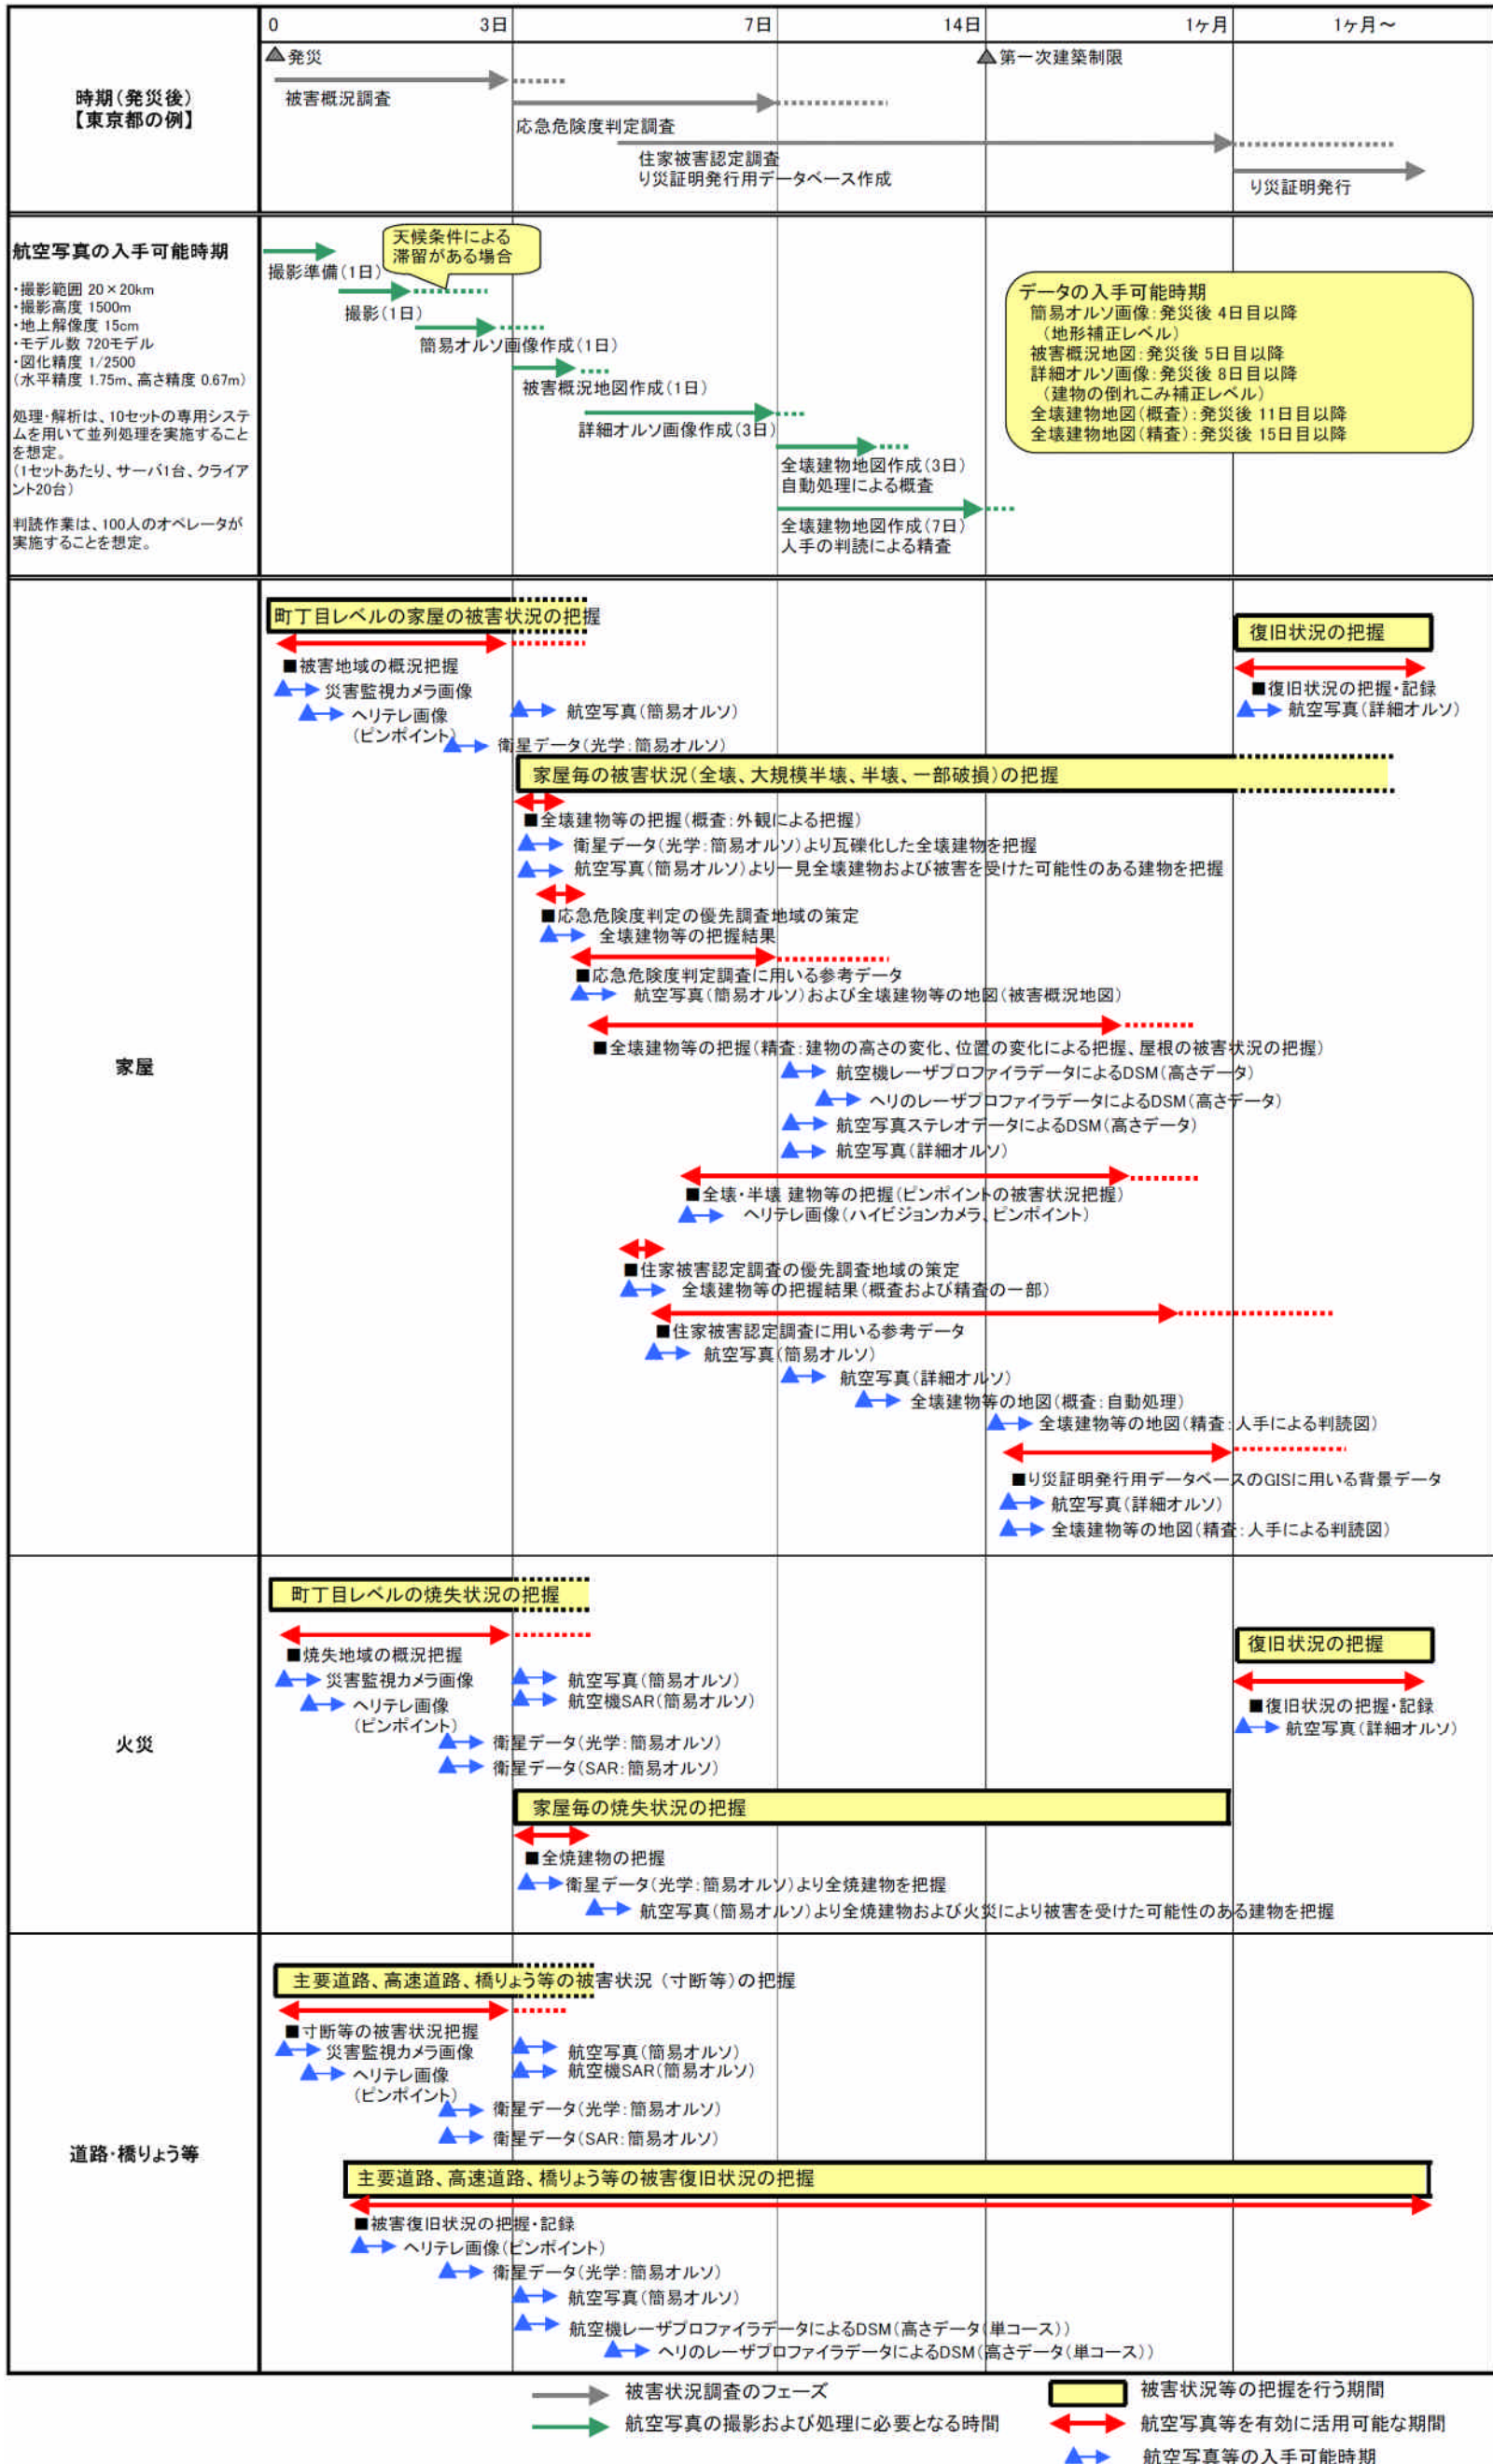 0
3日
7日
14日
1ヶ月
1ヶ月～
時期(発災後)
【東京都の例】
発災
第一次建築制限
被害概況調査
応急危険度判定調査
住家被害認定調査
り災証明発行用データベース作成
り災証明発行
航空写真の入手可能時期
・撮影範囲 20×20km
・撮影高度 1500m
・地上解像度 15cm
・モデル数 720モデル
・図化精度 1/2500
(水平精度 1.75m、高さ精度 0.67m)
処理・解析は、10セットの専用システ
ムを用いて並列処理を実施すること
を想定。
(1セットあたり、サーバ1台、クライア
ント20台)
判読作業は、100人のオペレータが
実施することを想定。
天候条件による
滞留がある場合
撮影準備(1日)
撮影(1日)
簡易オルソ画像作成(1日)
被害概況地図作成(1日)
詳細オルソ画像作成(3日)
全壊建物地図作成(3日)
自動処理による概査
全壊建物地図作成(7日)
人手の判読による精査
データの入手可能時期
簡易オルソ画像:発災後 4日目以降
(地形補正レベル)
被害概況地図:発災後 5日目以降
詳細オルソ画像:発災後 8日目以降
(建物の倒れこみ補正レベル)
全壊建物地図(概査):発災後 11日目以降
全壊建物地図(精査):発災後 15日目以降
家屋
町丁目レベルの家屋の被害状況の把握
■被害地域の概況把握
災害監視カメラ画像
ヘリテレ画像
(ピンポイント)
航空写真(簡易オルソ)
衛星データ(光学:簡易オルソ)
復旧状況の把握
■復旧状況の把握・記録
航空写真(詳細オルソ)
家屋毎の被害状況(全壊、大規模半壊、半壊、一部破損)の把握
■全壊建物等の把握(概査:外観による把握)
衛星データ(光学:簡易オルソ)より瓦礫化した全壊建物を把握
航空写真(簡易オルソ)より一見全壊建物および被害を受けた可能性のある建物を把握
■応急危険度判定の優先調査地域の策定
全壊建物等の把握結果
■応急危険度判定調査に用いる参考データ
航空写真(簡易オルソ)および全壊建物等の地図(被害概況地図)
■全壊建物等の把握(精査:建物の高さの変化、位置の変化による把握、屋根の被害状況の把握)
航空機レーザプロファイラデータによるDSM(高さデータ)
ヘリのレーザプロファイラデータによるDSM(高さデータ)
航空写真ステレオデータによるDSM(高さデータ)
航空写真(詳細オルソ)
■全壊・半壊 建物等の把握(ピンポイントの被害状況把握)
ヘリテレ画像(ハイビジョンカメラ、ピンポイント)
■住家被害認定調査の優先調査地域の策定
全壊建物等の把握結果(概査および精査の一部)
■住家被害認定調査に用いる参考データ
航空写真(簡易オルソ)
航空写真(詳細オルソ)
全壊建物等の地図(概査:自動処理)
全壊建物等の地図(精査:人手による判読図)
■り災証明発行用データベースのGISに用いる背景データ
航空写真(詳細オルソ)
全壊建物等の地図(精査:人手による判読図)
火災
町丁目レベルの焼失状況の把握
■焼失地域の概況把握
災害監視カメラ画像
ヘリテレ画像
(ピンポイント)
航空写真(簡易オルソ)
航空機SAR(簡易オルソ)
衛星データ(光学:簡易オルソ)
衛星データ(SAR:簡易オルソ)
復旧状況の把握
■復旧状況の把握・記録
航空写真(詳細オルソ)
家屋毎の焼失状況の把握
■全焼建物の把握
衛星データ(光学:簡易オルソ)より全焼建物を把握
航空写真(簡易オルソ)より全焼建物および火災により被害を受けた可能性のある建物を把握
道路・橋りょう等
主要道路、高速道路、橋りょう等の被害状況 (寸断等)の把握
■寸断等の被害状況把握
災害監視カメラ画像
ヘリテレ画像
(ピンポイント)
航空写真(簡易オルソ)
航空機SAR(簡易オルソ)
衛星データ(光学:簡易オルソ)
衛星データ(SAR:簡易オルソ)
主要道路、高速道路、橋りょう等の被害復旧状況の把握
■被害復旧状況の把握・記録
ヘリテレ画像(ピンポイント)
衛星データ(光学:簡易オルソ)
航空写真(簡易オルソ)
航空機レーザプロファイラデータによるDSM(高さデータ(単コース))
ヘリのレーザプロファイラデータによるDSM(高さデータ(単コース))
被害状況調査のフェーズ
航空写真の撮影および処理に必要となる時間
被害状況等の把握を行う期間
航空写真等を有効に活用可能な期間
航空写真等の入手可能時期